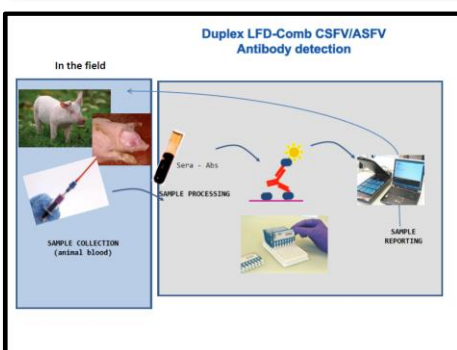 Duplex LFD-Comb CSFV/ASFV
Antibody detection
In the field
SAMPLE COLLECTION
(animal blood)
Sera - Abs
SAMPLE PROCESSING
SAMPLE
REPORTING